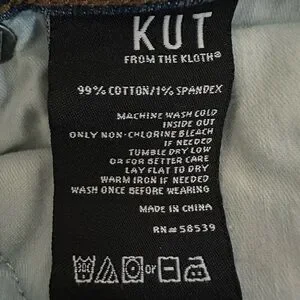 KUT
FROM THE KLOTH®
99% COTTON/1% SPANDEX
MACHINE WASH COLD
INSIDE OUT
ONLY NON-CHLORINE BLEACH
IF NEEDED
TUMBLE DRY LOW
OR FOR BETTER CARE
LAY FLAT TO DRY
WARM IRON IF NEEDED
WASH ONCE BEFORE WEARING
MADE IN CHINA
RN# 58539
or